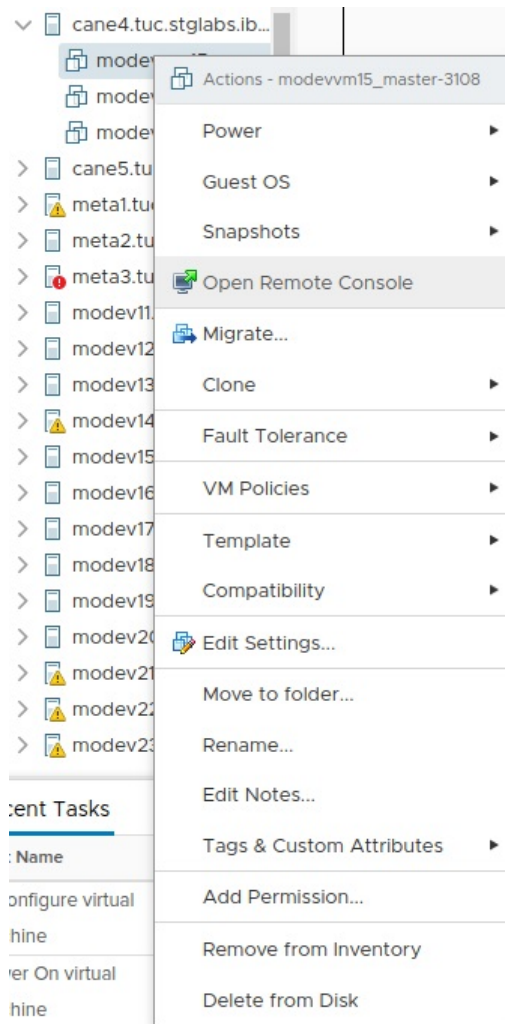 cane4.tuc.stglabs.ib...
Actions - modevvm15_master-3108
Power
Guest OS
Snapshots
Open Remote Console
Migrate...
Clone
Fault Tolerance
VM Policies
Template
Compatibility
Edit Settings...
Move to folder...
Rename...
Edit Notes...
Tags & Custom Attributes
Add Permission...
Remove from Inventory
Delete from Disk
mode
mode
cane5.tu
meta1.tu
meta2.tu
meta3.tu
modev11.
modev12
modev13
modev14
modev15
modev16
modev17
modev18
modev19
modev20
modev21
modev22
modev23
cent Tasks
Name
onfigure virtual
hine
er On virtual
hine